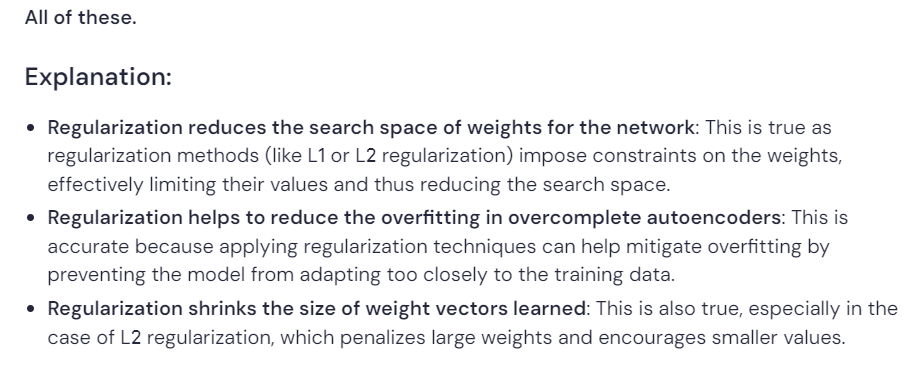 All of these.
Explanation:
• Regularization reduces the search space of weights for the network: This is true as
regularization methods (like L1 or L2 regularization) impose constraints on the weights,
effectively limiting their values and thus reducing the search space.
• Regularization helps to reduce the overfitting in overcomplete autoencoders: This is
accurate because applying regularization techniques can help mitigate overfitting by
preventing the model from adapting too closely to the training data.
• Regularization shrinks the size of weight vectors learned: This is also true, especially in the
case of L2 regularization, which penalizes large weights and encourages smaller values.